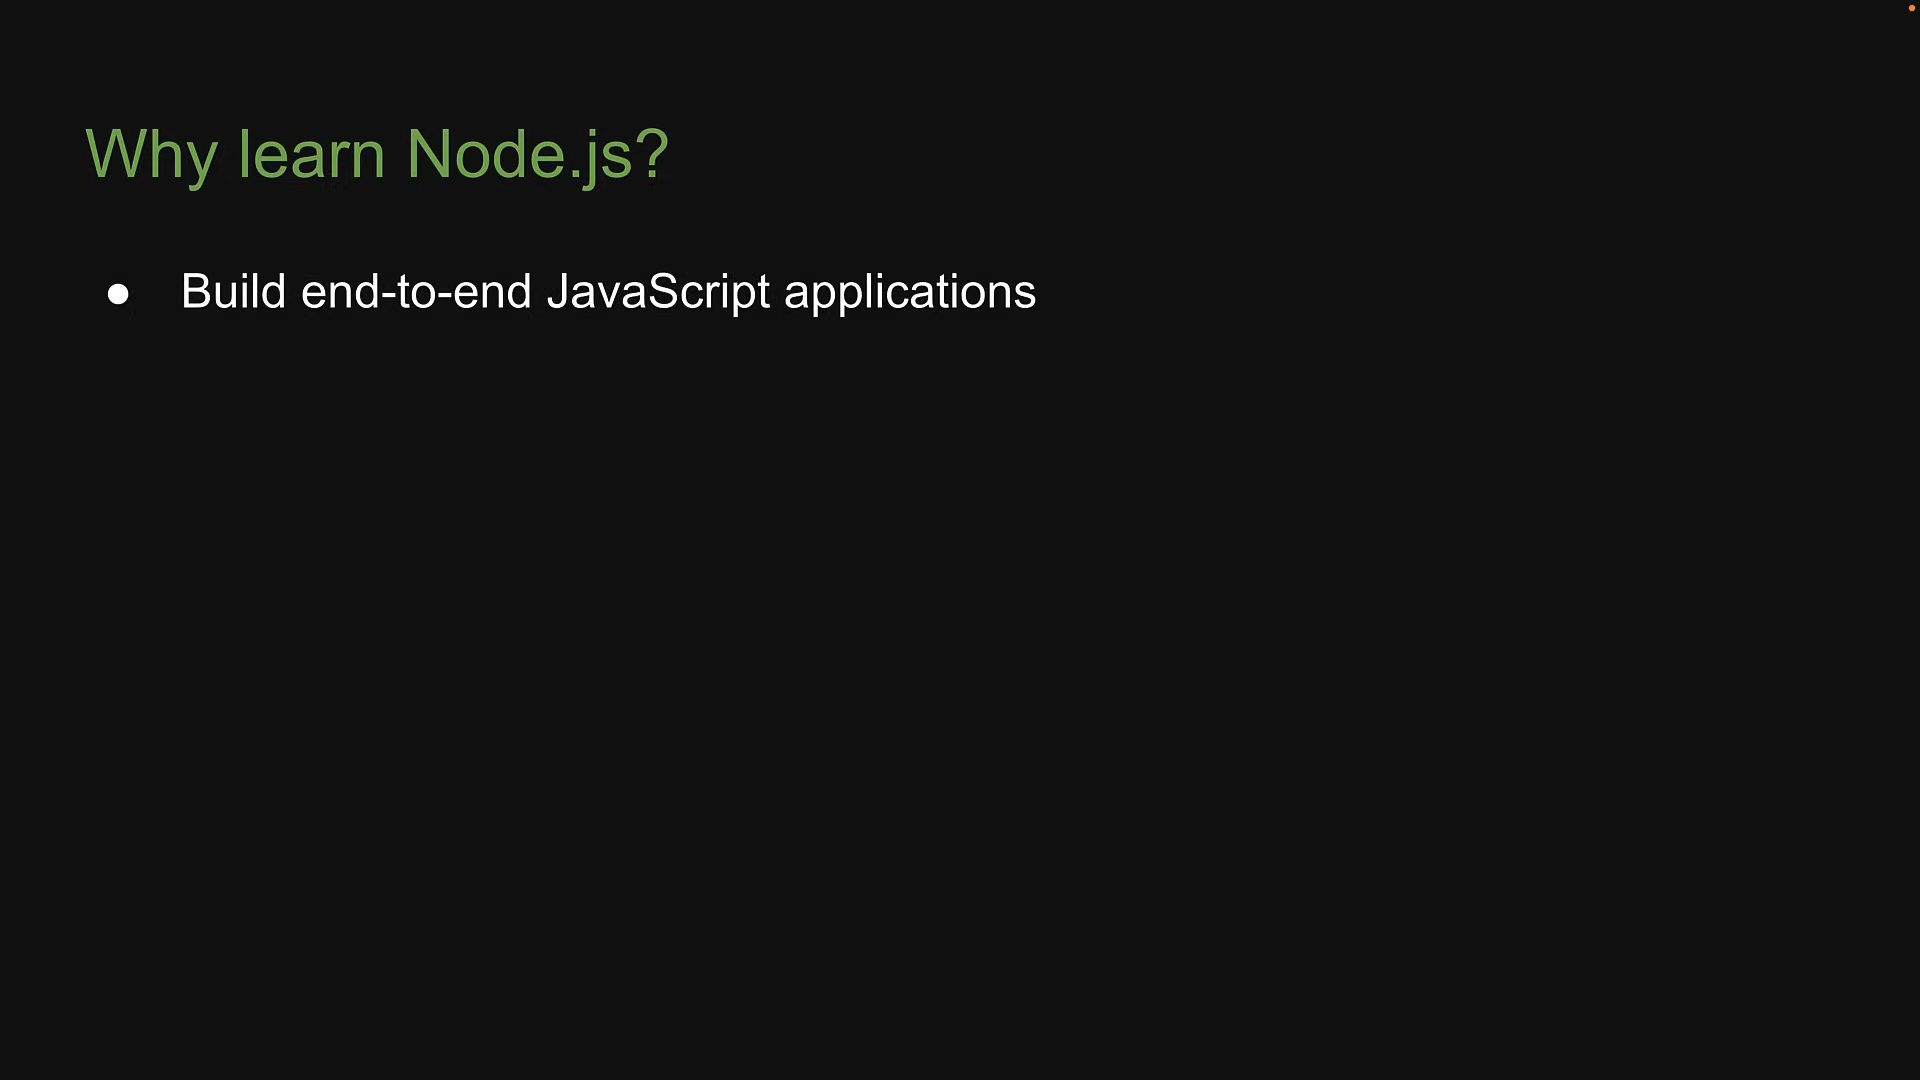 Why learn Node.js?
● Build end-to-end JavaScript applications